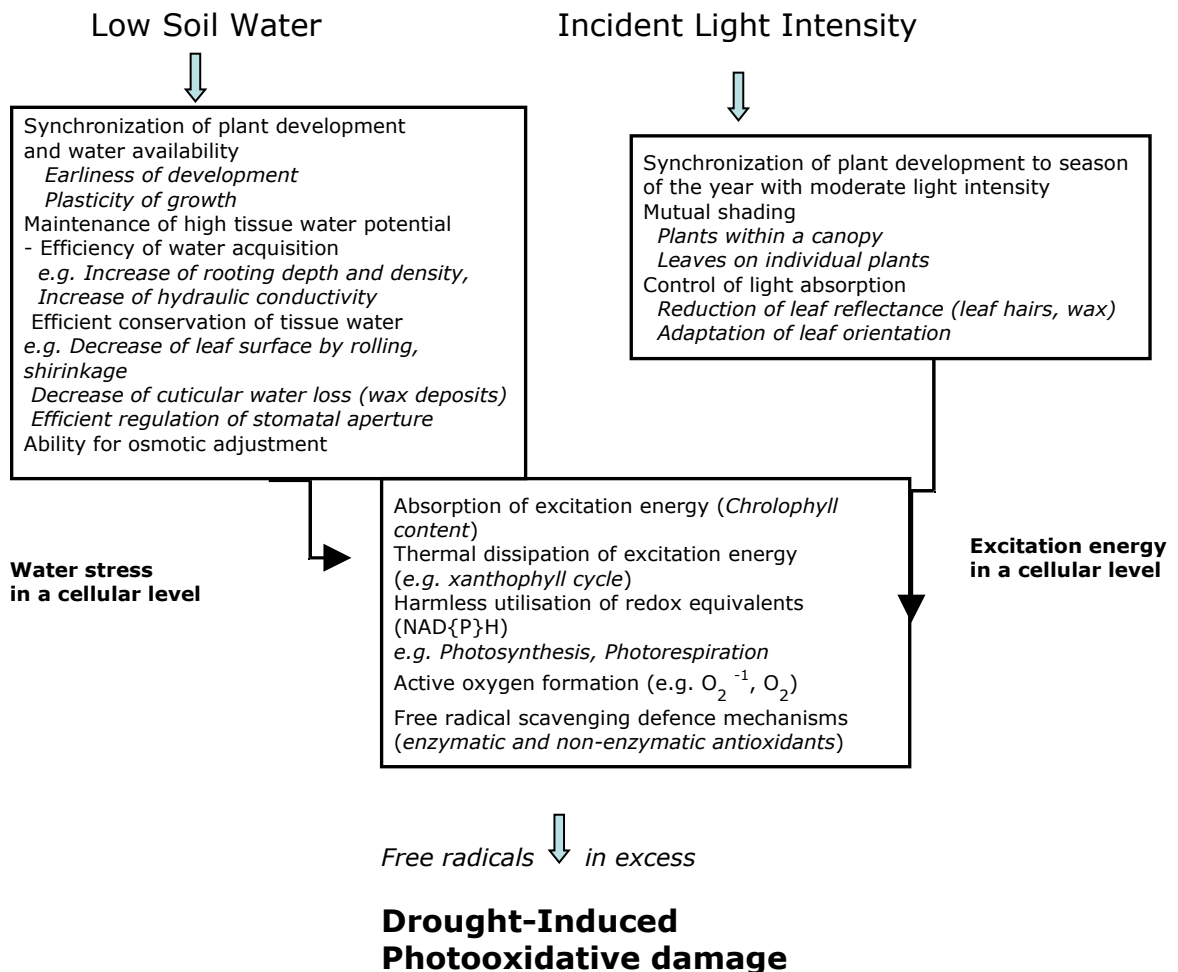 Low Soil Water
Incident Light Intensity
Synchronization of plant development
and water availability
Earliness of development
Plasticity of growth
Maintenance of high tissue water potential
- Efficiency of water acquisition
e.g. Increase of rooting depth and density,
Increase of hydraulic conductivity
Efficient conservation of tissue water
e.g. Decrease of leaf surface by rolling,
shirinkage
Decrease of cuticular water loss (wax deposits)
Efficient regulation of stomatal aperture
Ability for osmotic adjustment
Synchronization of plant development to season
of the year with moderate light intensity
Mutual shading
Plants within a canopy
Leaves on individual plants
Control of light absorption
Reduction of leaf reflectance (leaf hairs, wax)
Adaptation of leaf orientation
Water stress
in a cellular level
Absorption of excitation energy (Chrolophyll
content)
Thermal dissipation of excitation energy
(e.g. xanthophyll cycle)
Harmless utilisation of redox equivalents
(NAD{P}H)
e.g. Photosynthesis, Photorespiration
Active oxygen formation (e.g. O₂ ⁻¹, O₂)
Free radical scavenging defence mechanisms
(enzymatic and non-enzymatic antioxidants)
Excitation energy
in a cellular level
Free radicals in excess
Drought-Induced
Photooxidative damage